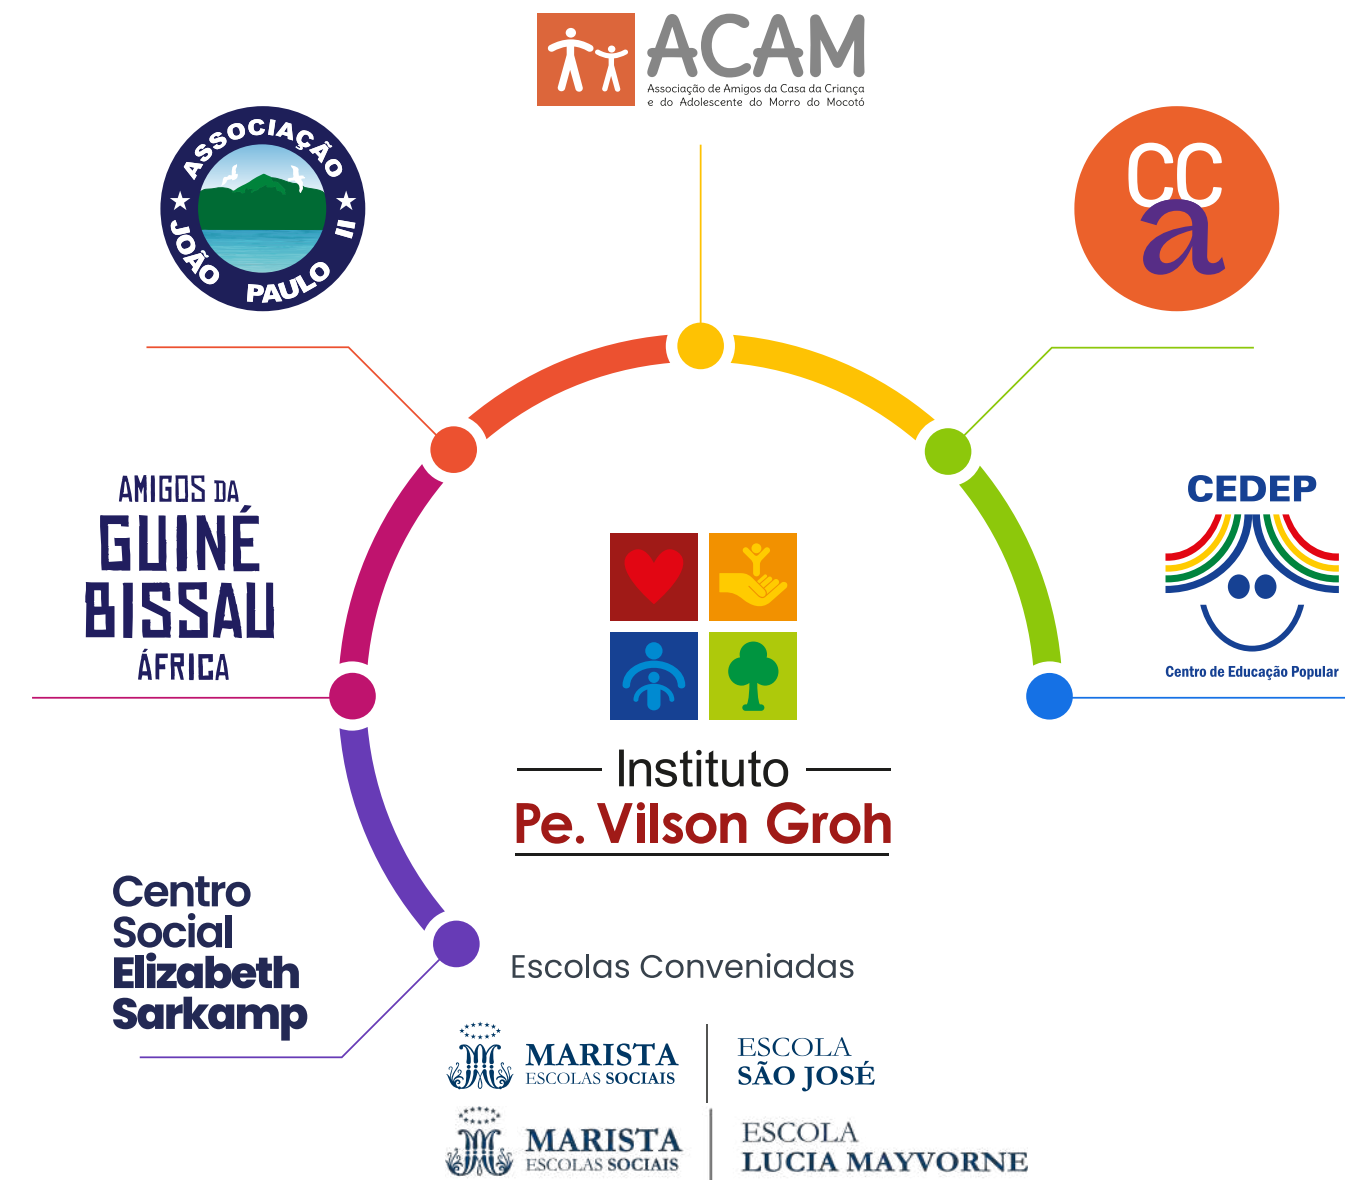 ACAM
Associação de Amigos da Casa da Criança
e do Adolescente do Morro do Mocotó
ASSOCIAÇÃO
JOÃO PAULO II
CC
a
AMIGOS DA
GUINÉ
BISSAU
ÁFRICA
CEDEP
Centro de Educação Popular
Instituto
Pe. Vilson Groh
Centro
Social
Elizabeth
Sarkamp
Escolas Conveniadas
MARISTA
ESCOLAS SOCIAIS
ESCOLA
SÃO JOSÉ
MARISTA
ESCOLAS SOCIAIS
ESCOLA
LUCIA MAYVORNE